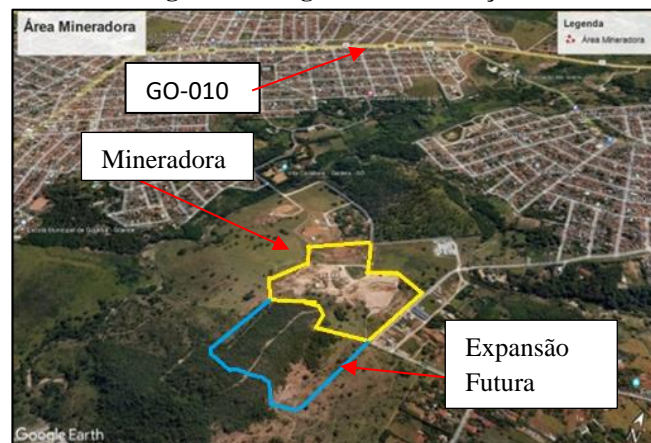 Área Mineradora
Legenda
Área Mineradora
GO-010
Mineradora
Expansão
Futura
Google Earth
N